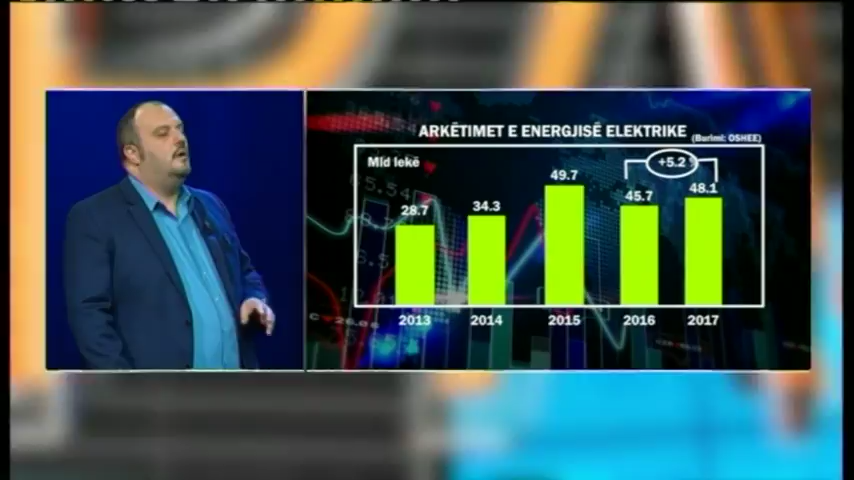 ARKËTIMET E ENERGJISË ELEKTRIKE
(Burimi: OSHEE)
Mld lekë
+5.2
28.7 34.3 49.7 45.7 48.1
2013 2014 2015 2016 2017